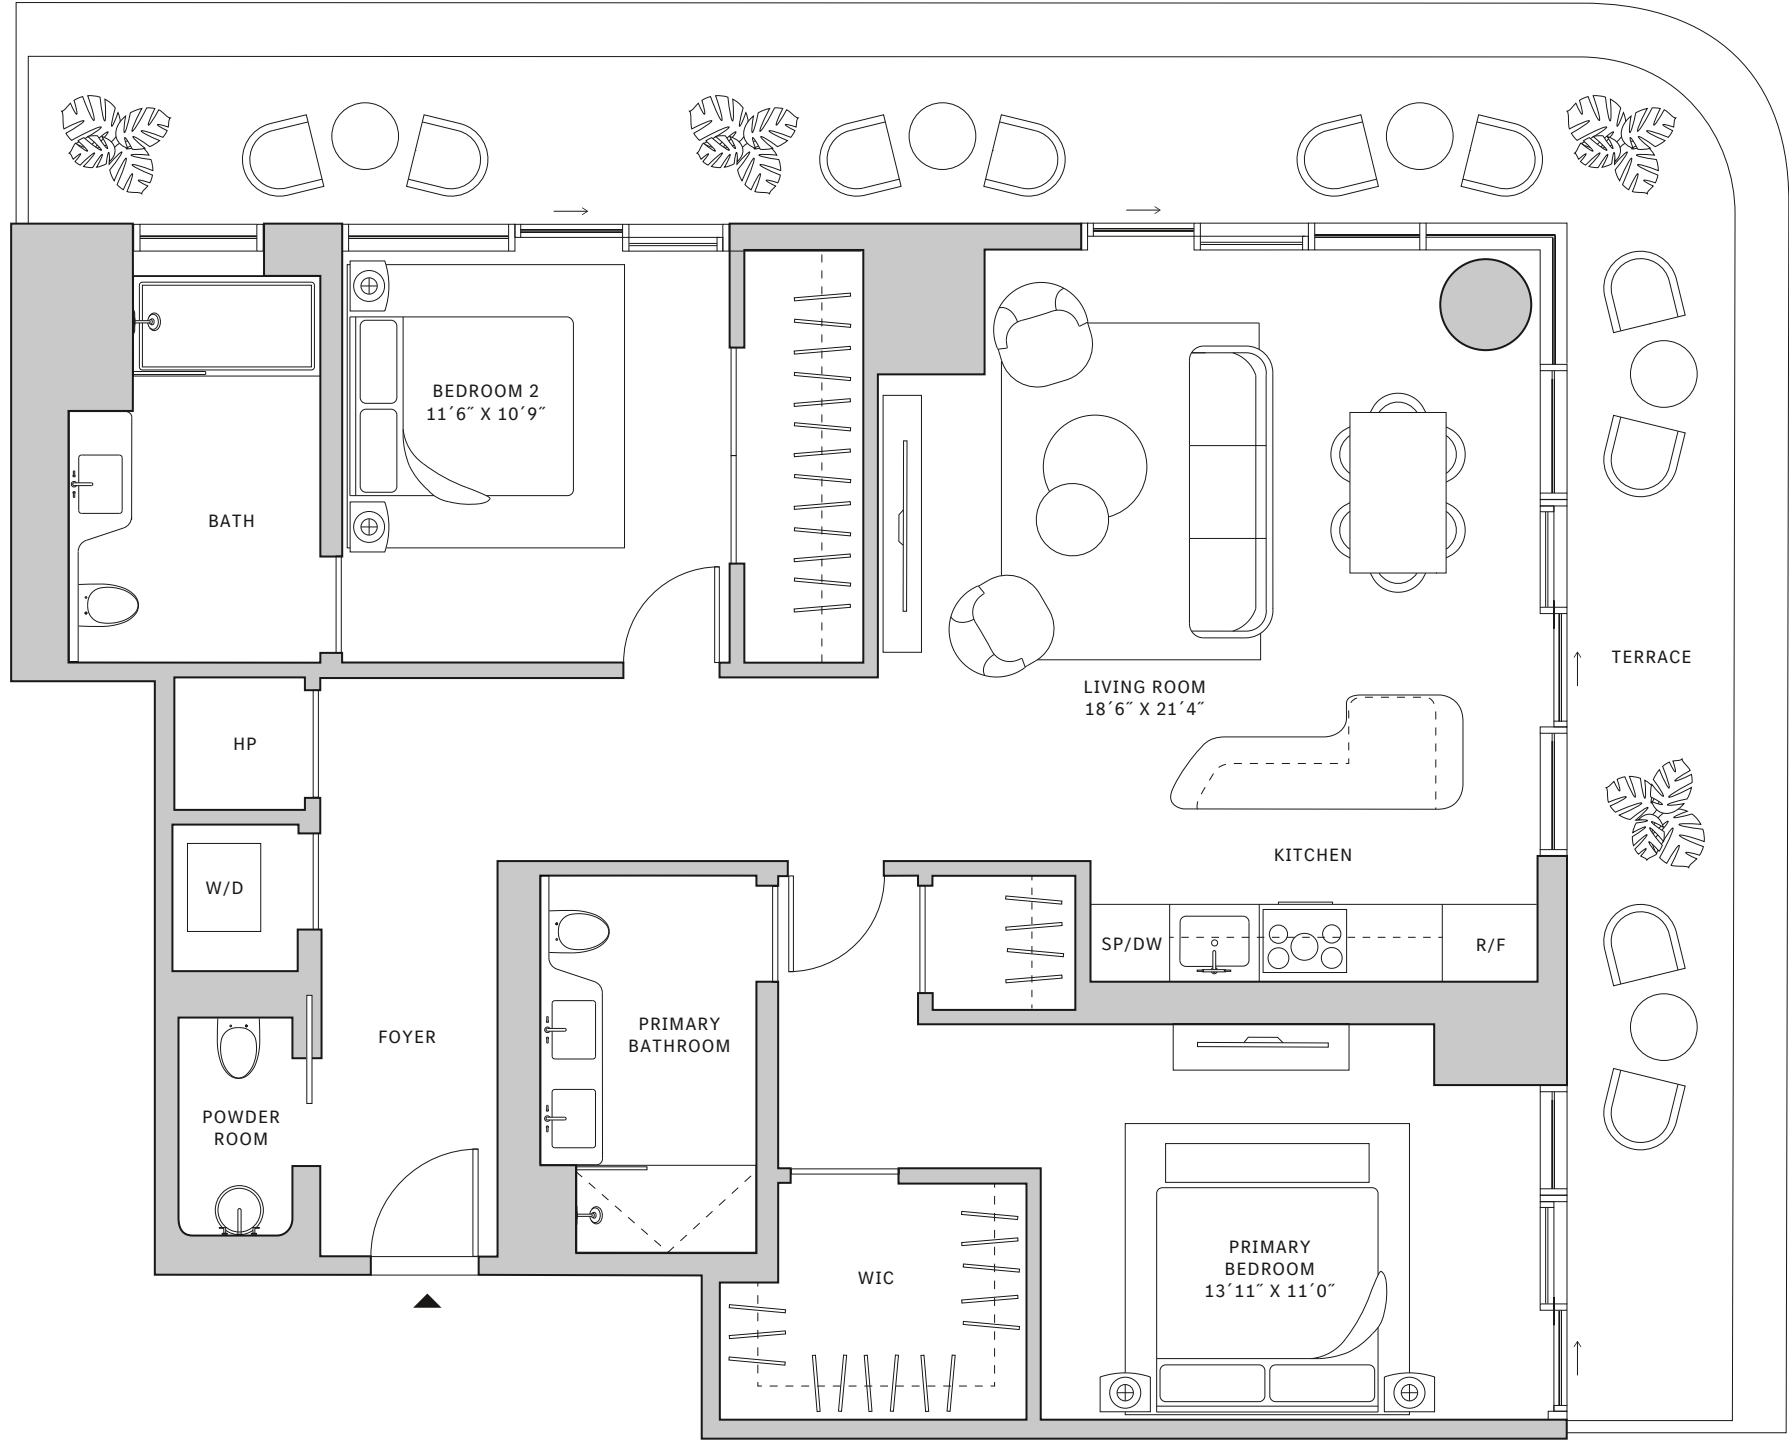 BEDROOM 2
11´6˝ X 10´9˝
BATH
LIVING ROOM
18´6˝ X 21´4˝
TERRACE
HP
W/D
KITCHEN
SP/DW
R/F
FOYER
PRIMARY
BATHROOM
POWDER
ROOM
WIC
PRIMARY
BEDROOM
13´11˝ X 11´0˝